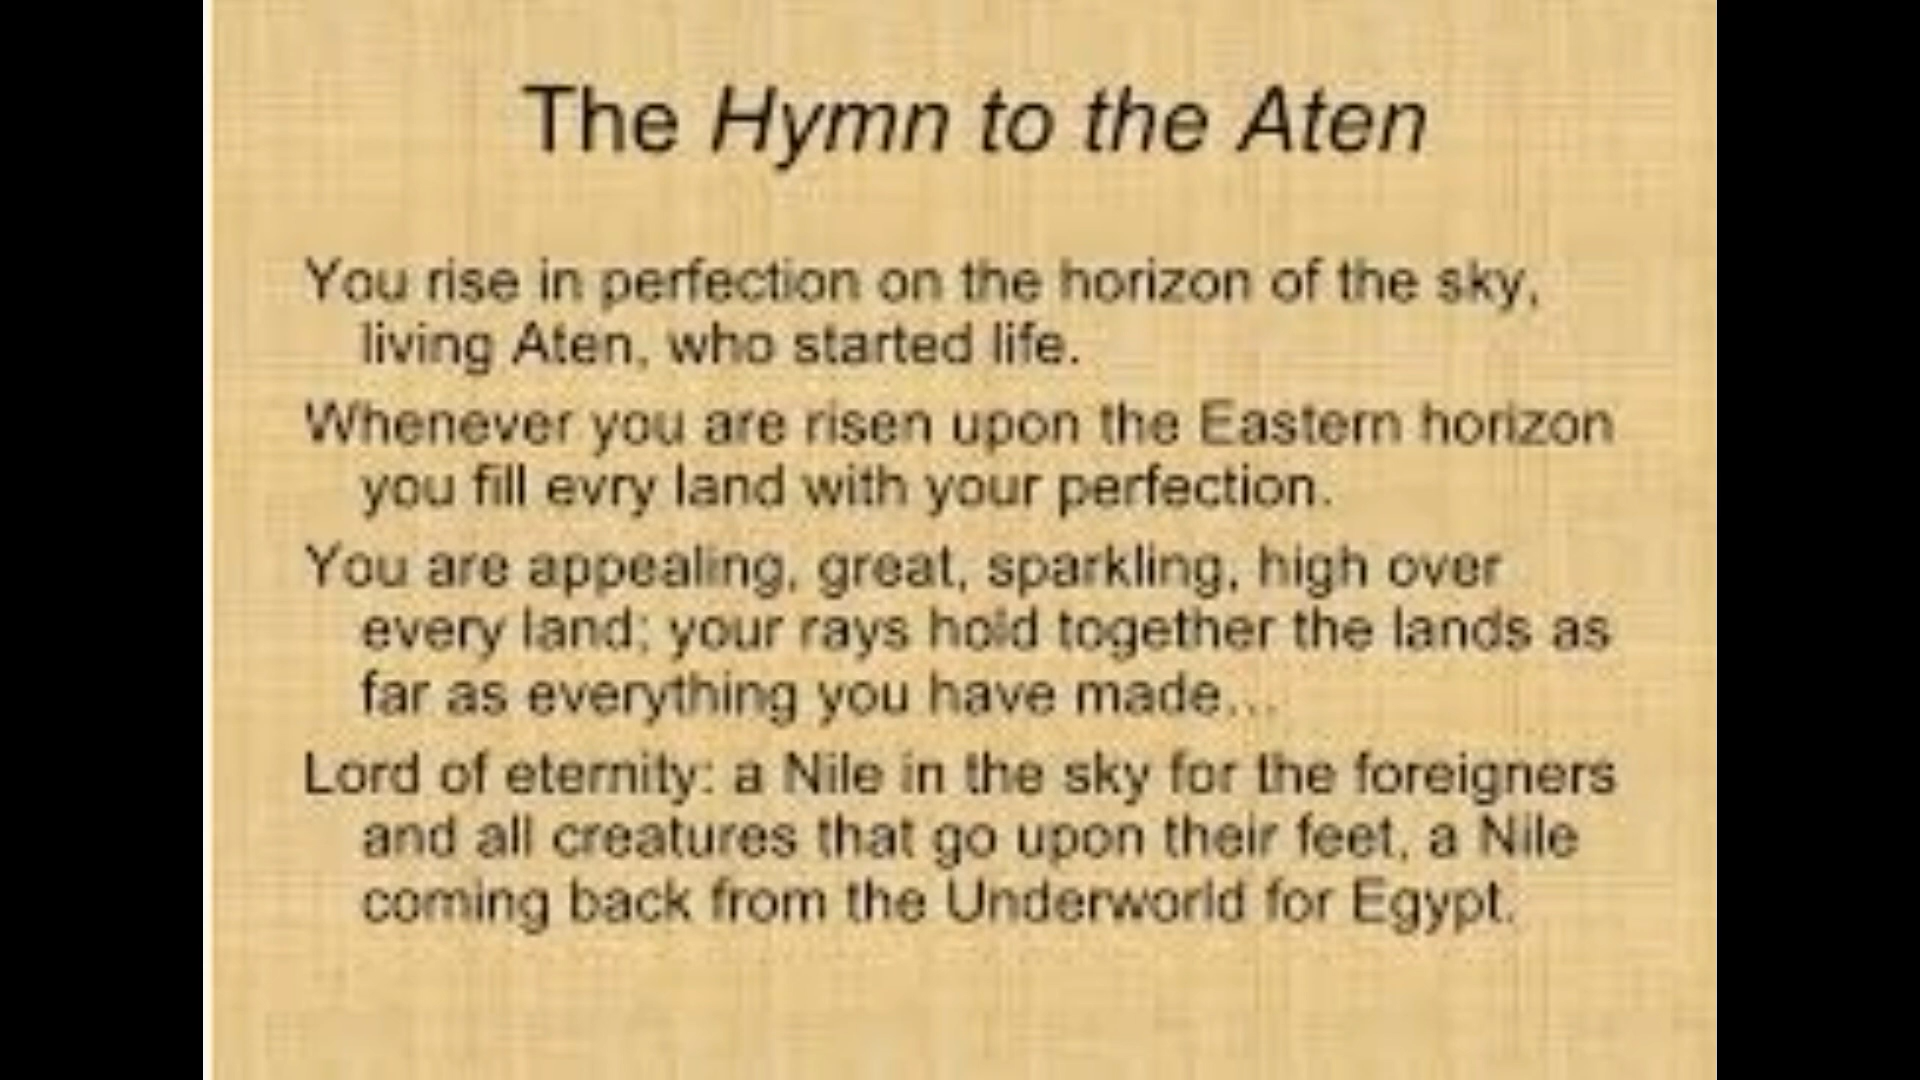 The Hymn to the Aten
You rise in perfection on the horizon of the sky,
living Aten, who started life.
Whenever you are risen upon the Eastern horizon
you fill evry land with your perfection.
You are appealing, great, sparkling, high over
every land; your rays hold together the lands as
far as everything you have made...
Lord of eternity: a Nile in the sky for the foreigners
and all creatures that go upon their feet, a Nile
coming back from the Underworld for Egypt.